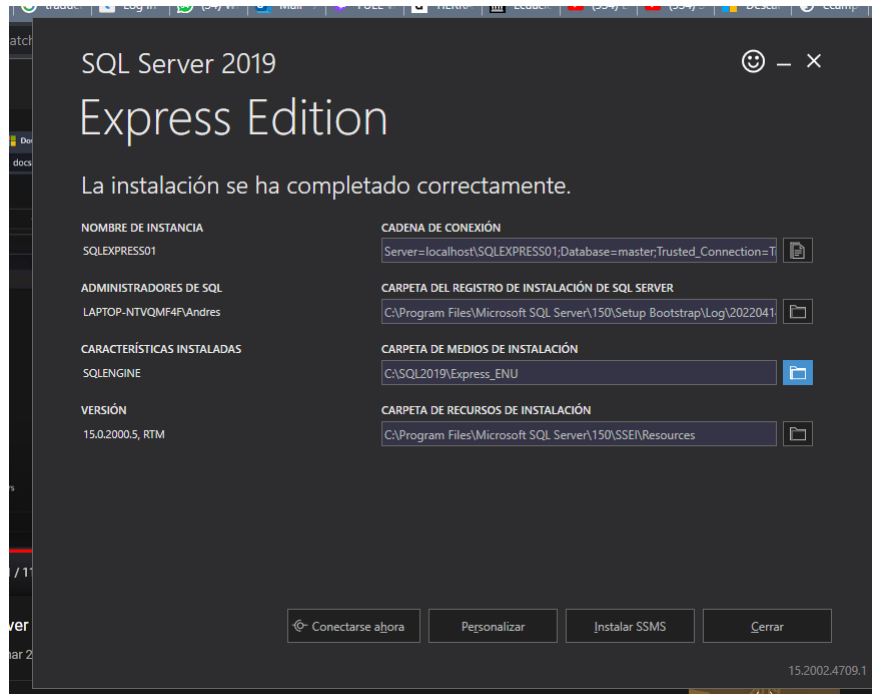 SQL Server 2019
Express Edition
La instalación se ha completado correctamente.
NOMBRE DE INSTANCIA
SQLEXPRESS01
CADENA DE CONEXIÓN
Server=localhost\SQLEXPRESS01;Database=master;Trusted_Connection=T
ADMINISTRADORES DE SQL
LAPTOP-NTVQMF4F\Andres
CARPETA DEL REGISTRO DE INSTALACIÓN DE SQL SERVER
C:\Program Files\Microsoft SQL Server\150\Setup Bootstrap\Log\2022041
CARACTERÍSTICAS INSTALADAS
SQLENGINE
CARPETA DE MEDIOS DE INSTALACIÓN
C:\SQL2019\Express_ENU
VERSIÓN
15.0.2000.5, RTM
CARPETA DE RECURSOS DE INSTALACIÓN
C:\Program Files\Microsoft SQL Server\150\SSEI\Resources
Conectarse ahora
Personalizar
Instalar SSMS
Cerrar
15.2002.4709.1
docs